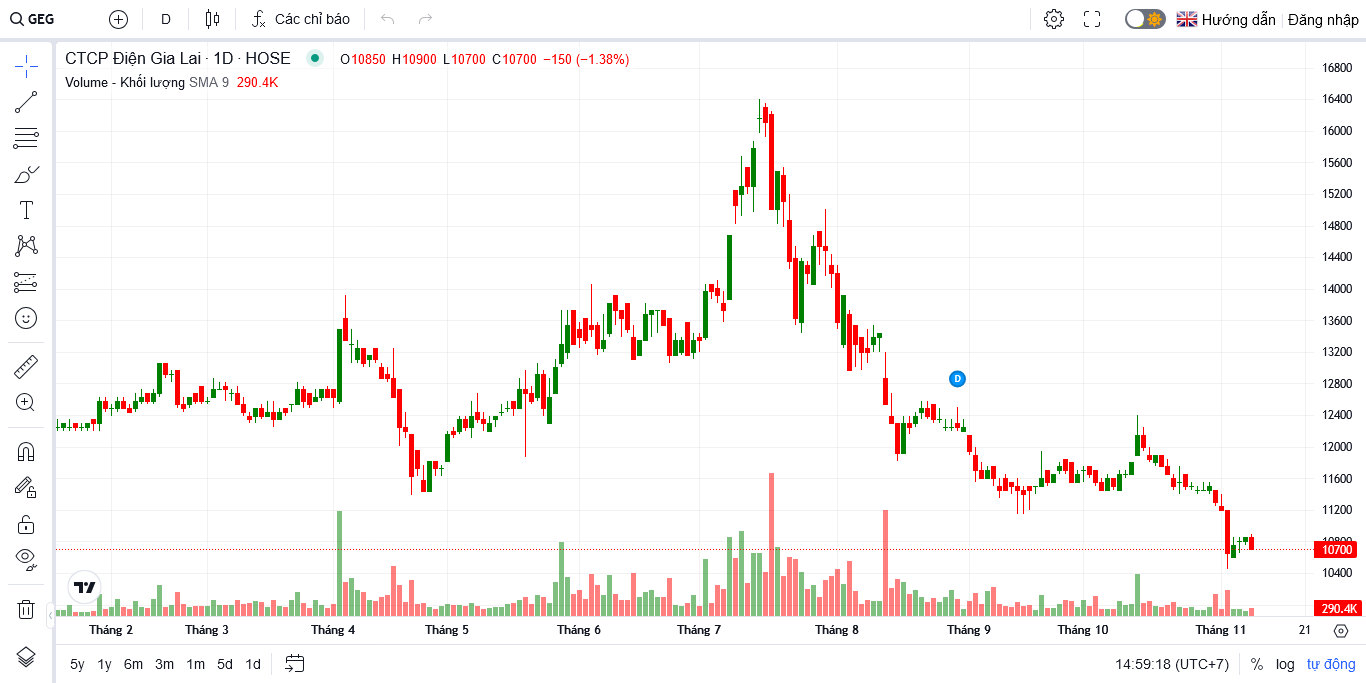 GEG
D
Các chỉ báo
Hướng dẫn
Đăng nhập
CTCP Điện Gia Lai · 1D · HOSE
O10850 H10900 L10700 C10700 −150 (−1.38%)
Volume - Khối lượng SMA 9 290.4K
16800
16400
16000
15600
15200
14800
14400
14000
13600
13200
12800
12400
12000
11600
11200
10800
10700
10400
290.4K
D
Tháng 2 Tháng 3 Tháng 4 Tháng 5 Tháng 6 Tháng 7 Tháng 8 Tháng 9 Tháng 10 Tháng 11 21
5y 1y 6m 3m 1m 5d 1d
14:59:18 (UTC+7) % log tự động